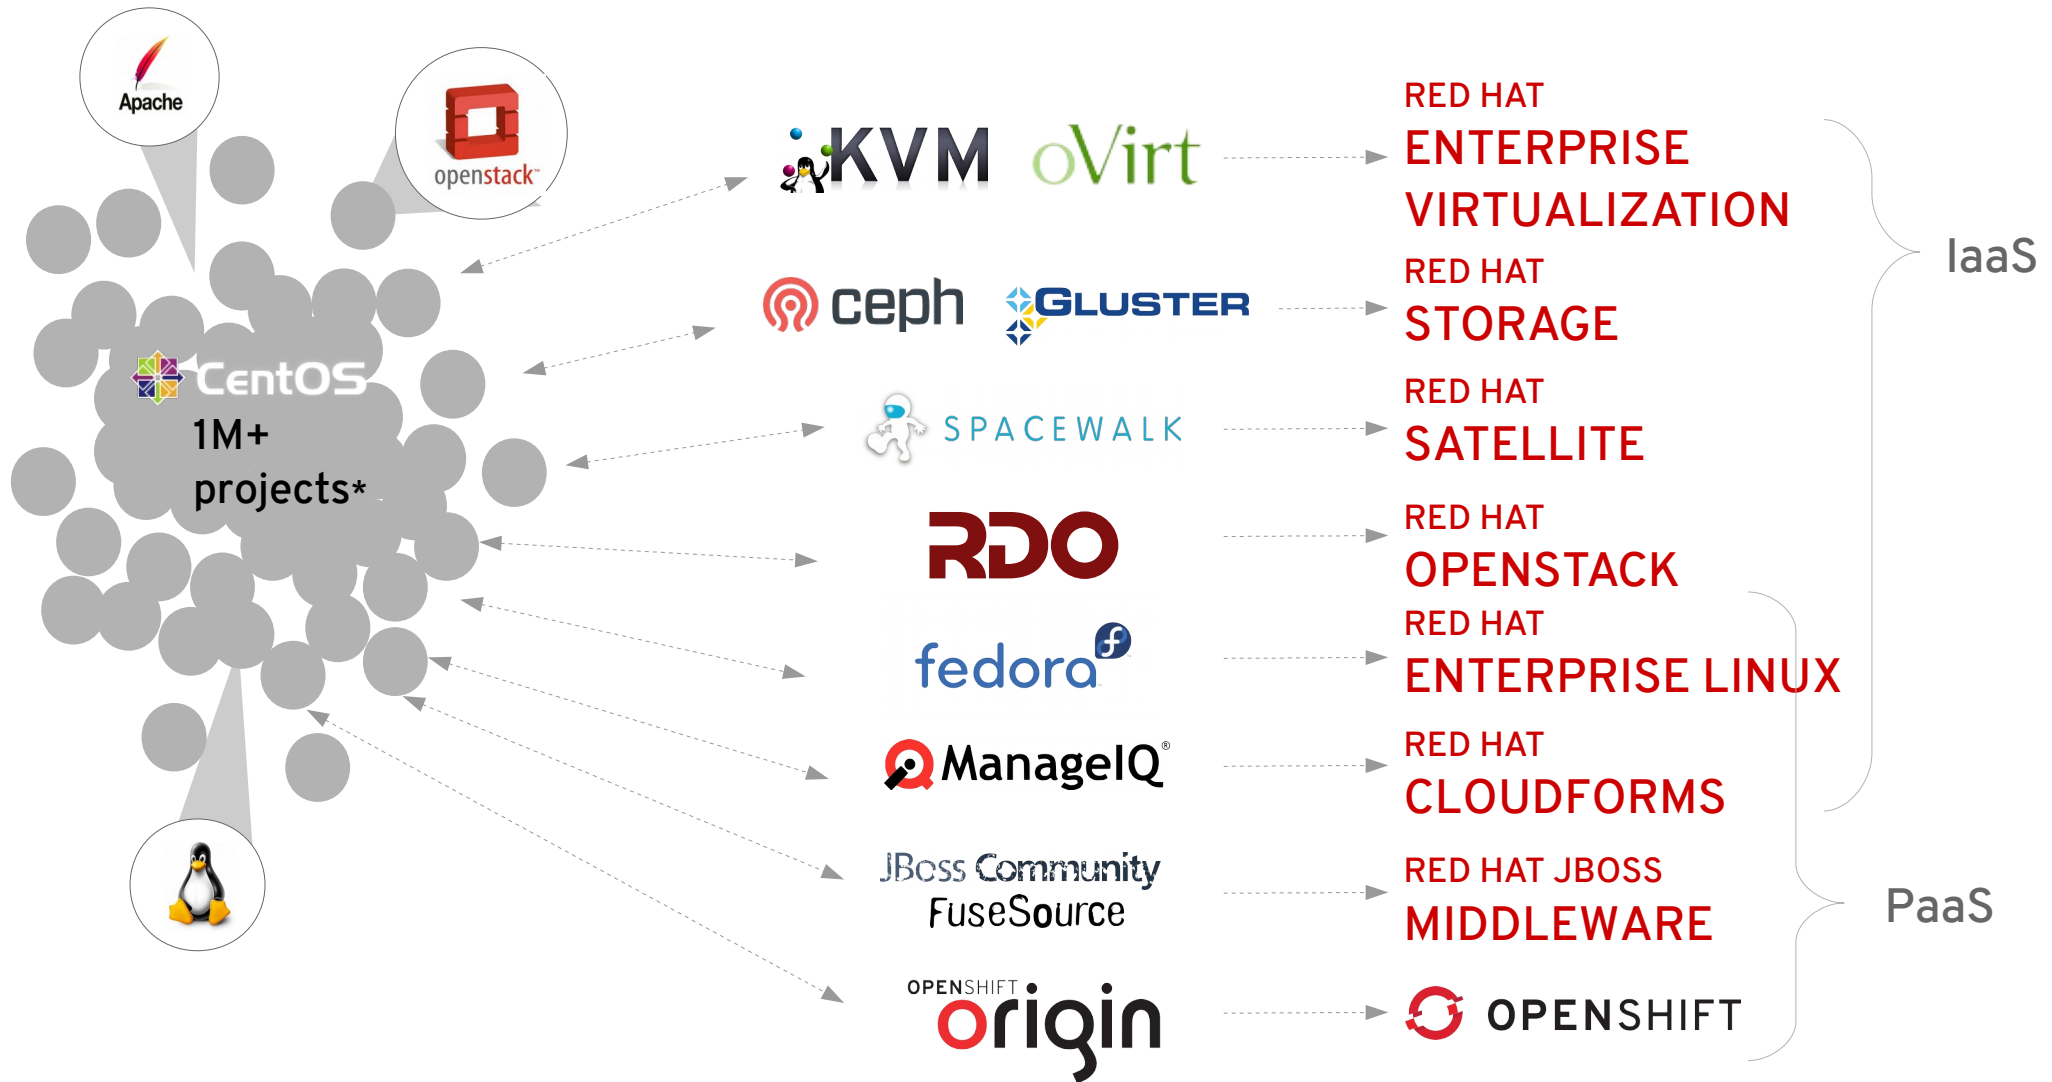 Apache
openstack™
CentOS
1M+
projects*
KVM
oVirt
ceph
GLUSTER
SPACEWALK
RDO
fedora
ManageIQ®
JBoss Community
FuseSource
OPENSHIFT
origin
RED HAT
ENTERPRISE
VIRTUALIZATION
RED HAT
STORAGE
RED HAT
SATELLITE
RED HAT
OPENSTACK
RED HAT
ENTERPRISE LINUX
RED HAT
CLOUDFORMS
RED HAT JBOSS
MIDDLEWARE
OPENSHIFT
IaaS
PaaS